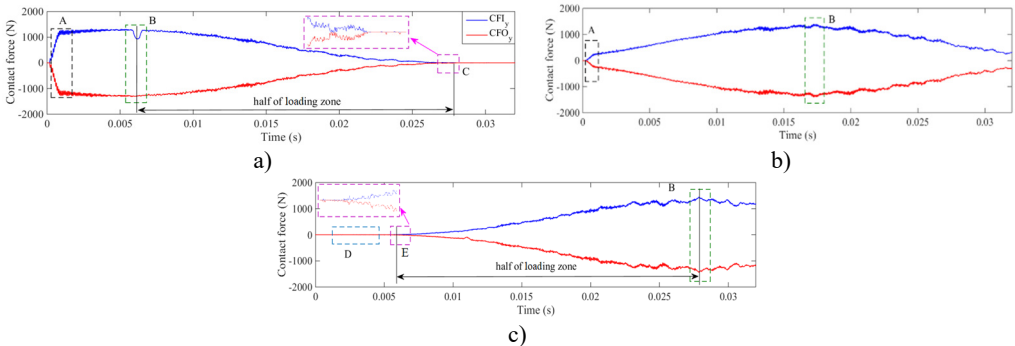 2000
1000
0
-1000
-2000
Contact force (N)
A
B
CFI_y
CFO_y
C
half of loading zone
0 0.005 0.01 0.015 0.02 0.025 0.03
Time (s)
a)
2000
1000
0
-1000
-2000
Contact force (N)
A
B
0 0.005 0.01 0.015 0.02 0.025 0.03
Time (s)
b)
2000
1000
0
-1000
-2000
Contact force (N)
B
D
E
half of loading zone
0 0.005 0.01 0.015 0.02 0.025 0.03
Time (s)
c)